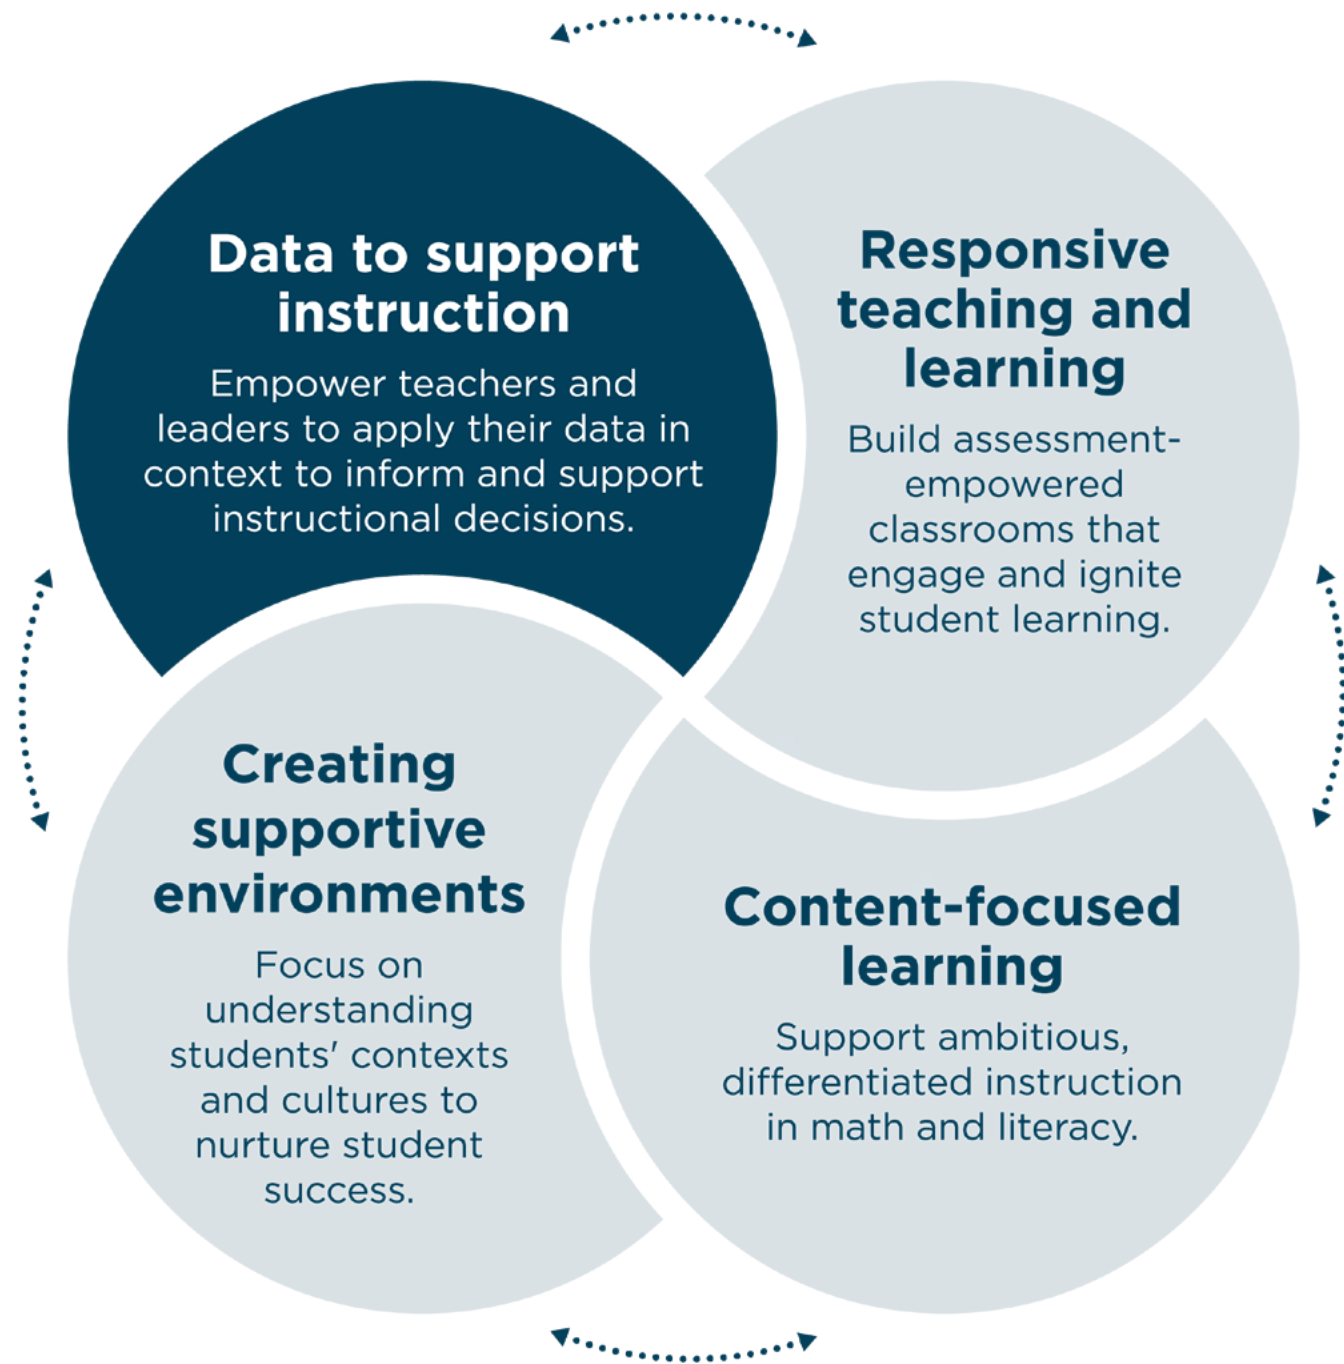 Data to support
instruction
Empower teachers and
leaders to apply their data in
context to inform and support
instructional decisions.
Responsive
teaching and
learning
Build assessment-
empowered
classrooms that
engage and ignite
student learning.
Creating
supportive
environments
Focus on
understanding
students' contexts
and cultures to
nurture student
success.
Content-focused
learning
Support ambitious,
differentiated instruction
in math and literacy.